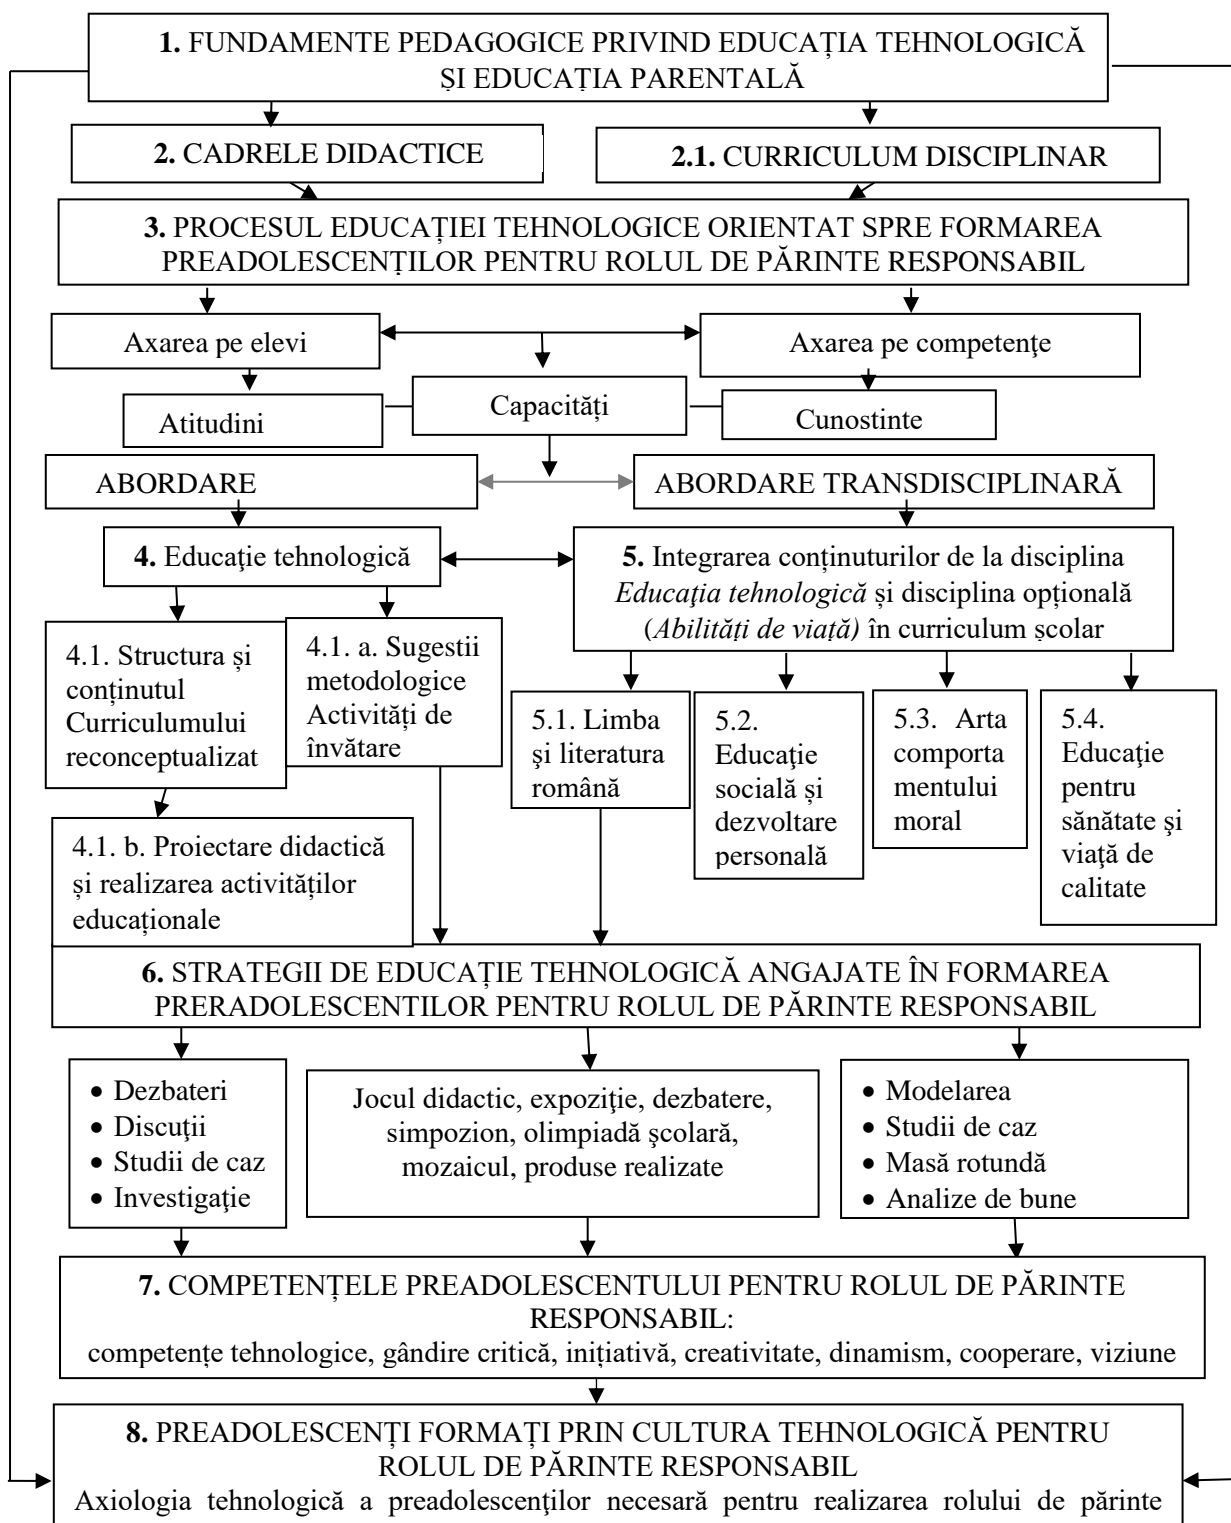 1. FUNDAMENTE PEDAGOGICE PRIVIND EDUCAȚIA TEHNOLOGICĂ
ȘI EDUCAȚIA PARENTALĂ
2. CADRELE DIDACTICE
2.1. CURRICULUM DISCIPLINAR
3. PROCESUL EDUCAȚIEI TEHNOLOGICE ORIENTAT SPRE FORMAREA
PREADOLESCENȚILOR PENTRU ROLUL DE PĂRINTE RESPONSABIL
Axarea pe elevi
Axarea pe competenţe
Atitudini
Capacități
Cunostinte
ABORDARE
ABORDARE TRANSDISCIPLINARĂ
4. Educaţie tehnologică
5. Integrarea conținuturilor de la disciplina
Educaţia tehnologică și disciplina opțională
(Abilități de viață) în curriculum școlar
4.1. Structura și
conținutul
Curriculumului
reconceptualizat
4.1. a. Sugestii
metodologice
Activități de
învătare
5.1. Limba
şi literatura
română
5.2.
Educaţie
socială și
dezvoltare
personală
5.3. Arta
comporta
mentului
moral
5.4.
Educaţie
pentru
sănătate şi
viaţă de
calitate
4.1. b. Proiectare didactică
și realizarea activităților
educaționale
6. STRATEGII DE EDUCAȚIE TEHNOLOGICĂ ANGAJATE ÎN FORMAREA
PRERADOLESCENTILOR PENTRU ROLUL DE PĂRINTE RESPONSABIL
• Dezbateri
• Discuţii
• Studii de caz
• Investigaţie
Jocul didactic, expoziţie, dezbatere,
simpozion, olimpiadă şcolară,
mozaicul, produse realizate
• Modelarea
• Studii de caz
• Masă rotundă
• Analize de bune
7. COMPETENȚELE PREADOLESCENTULUI PENTRU ROLUL DE PĂRINTE
RESPONSABIL:
competențe tehnologice, gândire critică, inițiativă, creativitate, dinamism, cooperare, viziune
8. PREADOLESCENȚI FORMAȚI PRIN CULTURA TEHNOLOGICĂ PENTRU
ROLUL DE PĂRINTE RESPONSABIL
Axiologia tehnologică a preadolescenţilor necesară pentru realizarea rolului de părinte